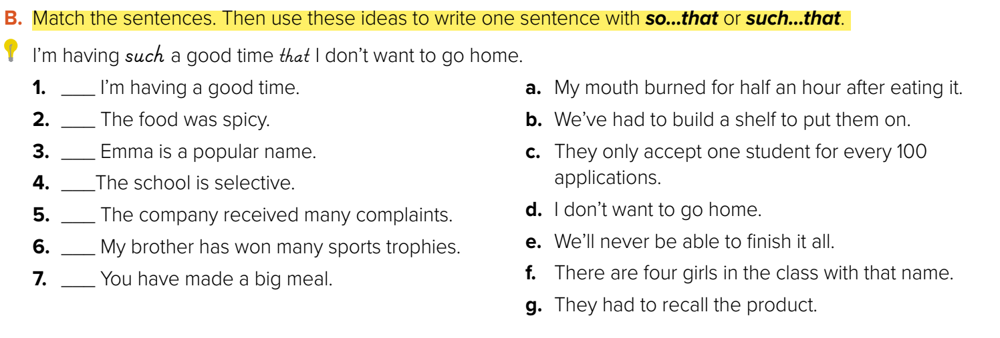 B. Match the sentences. Then use these ideas to write one sentence with so...that or such...that.
I'm having such a good time that I don't want to go home.
1. ____ I'm having a good time.
2. ____ The food was spicy.
3. ____ Emma is a popular name.
4. ____The school is selective.
5. ____ The company received many complaints.
6. ____ My brother has won many sports trophies.
7. ____ You have made a big meal.
a. My mouth burned for half an hour after eating it.
b. We've had to build a shelf to put them on.
c. They only accept one student for every 100
applications.
d. I don't want to go home.
e. We'll never be able to finish it all.
f. There are four girls in the class with that name.
g. They had to recall the product.